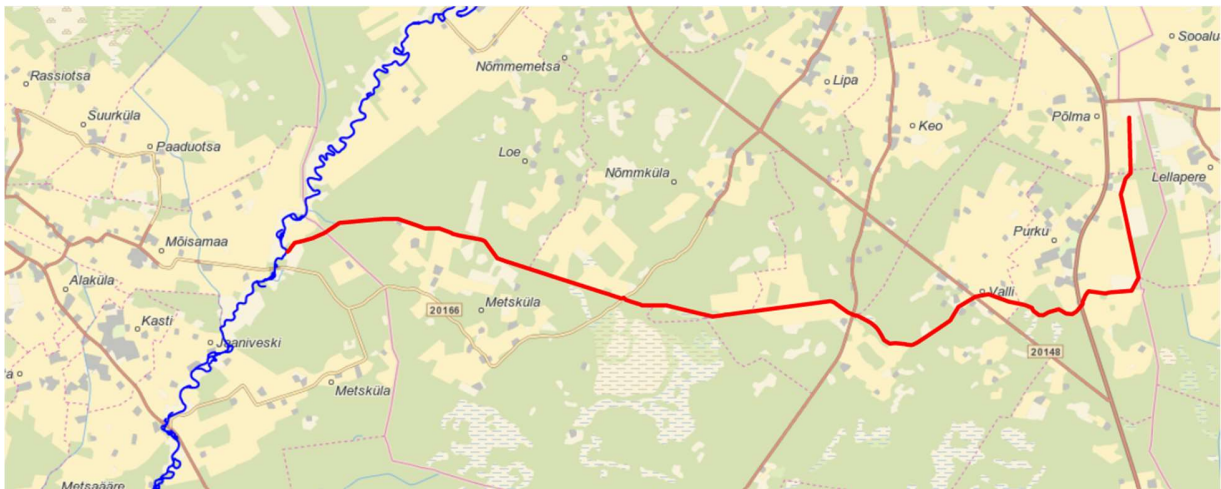 Sooalu
Nõmmemetsa
Rassiotsa
Lipa
Suurküla
Põlma
Keo
Paaduotsa
Loe
Lellapere
Nõmmküla
Purku
Mõisamaa
Alaküla
Valli
20166
Metsküla
Kasti
Jaaniveski
20148
Metsküla
Metsaääre